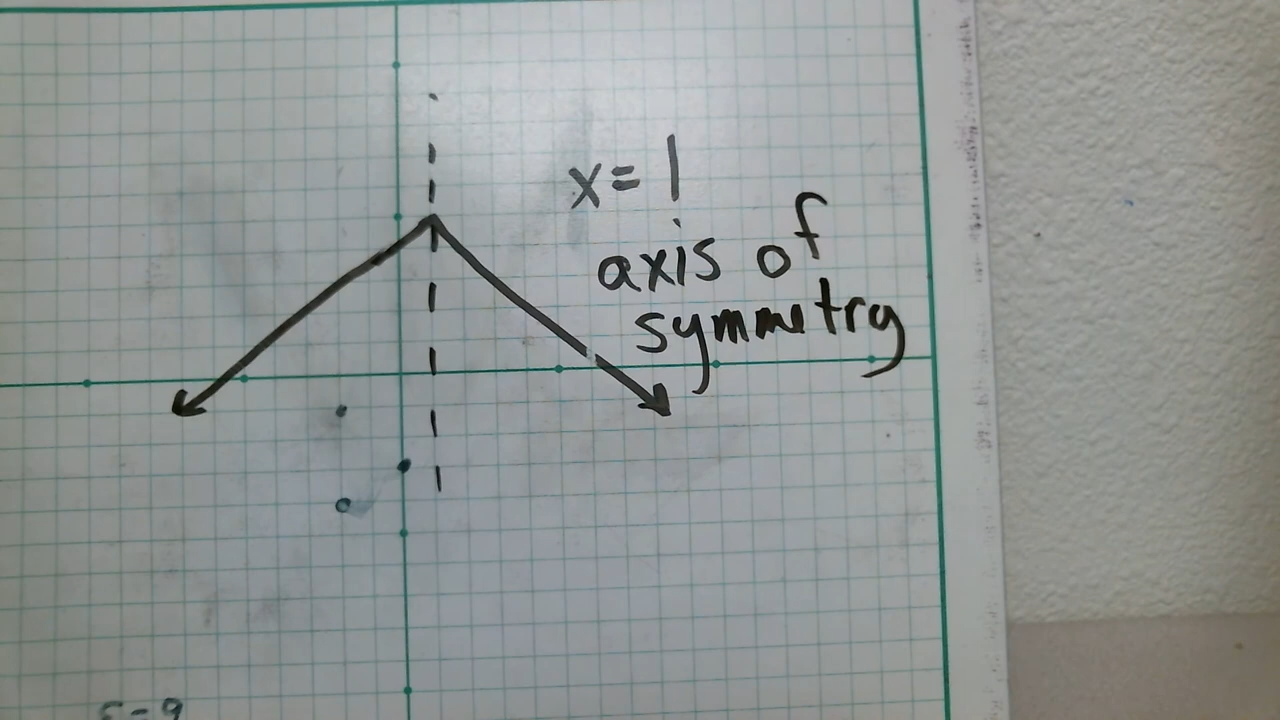 x=1
axis of
symmetry